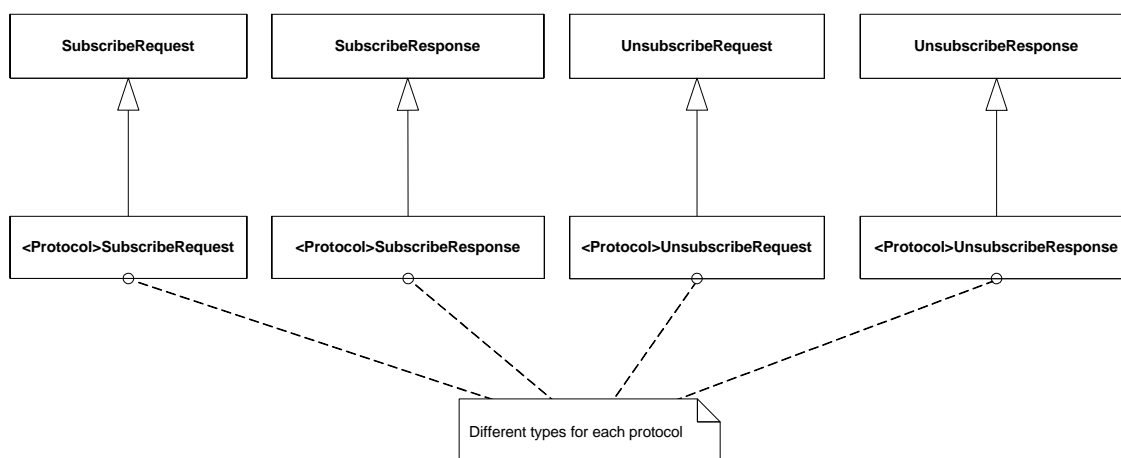 SubscribeRequest
SubscribeResponse
UnsubscribeRequest
UnsubscribeResponse
<Protocol>SubscribeRequest
<Protocol>SubscribeResponse
<Protocol>UnsubscribeRequest
<Protocol>UnsubscribeResponse
Different types for each protocol